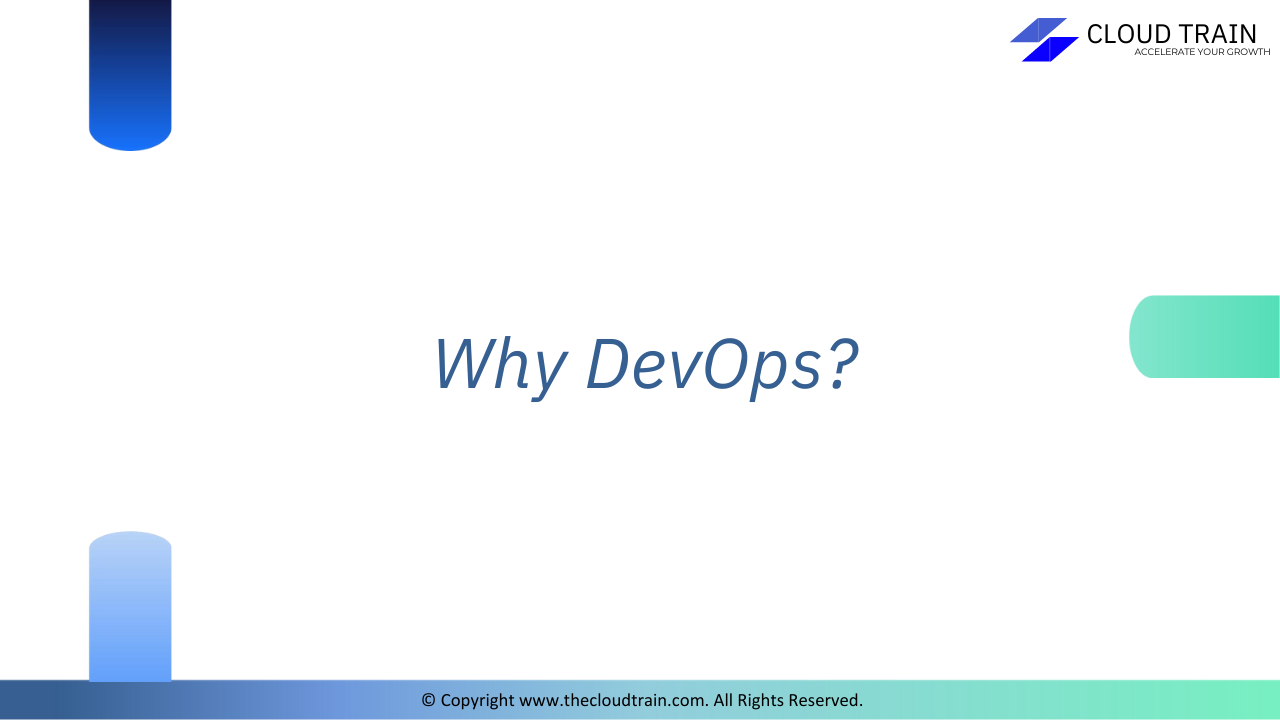 CLOUD TRAIN
ACCELERATE YOUR GROWTH
Why DevOps?
© Copyright www.thecloudtrain.com. All Rights Reserved.